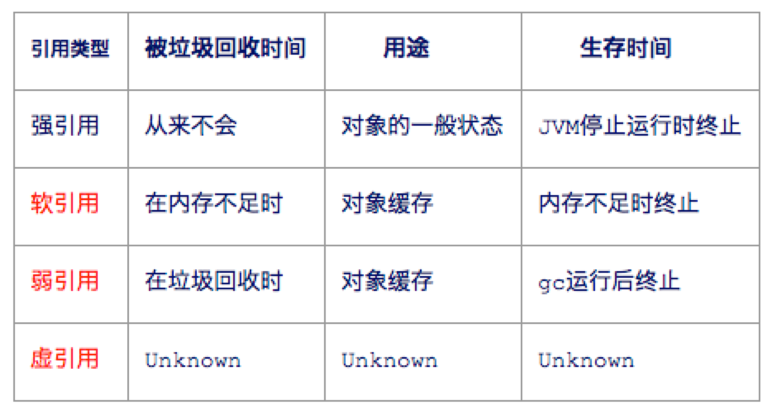 引用类型 被垃圾回收时间 用途 生存时间
强引用 从来不会 对象的一般状态 JVM停止运行时终止
软引用 在内存不足时 对象缓存 内存不足时终止
弱引用 在垃圾回收时 对象缓存 gc运行后终止
虚引用 Unknown Unknown Unknown